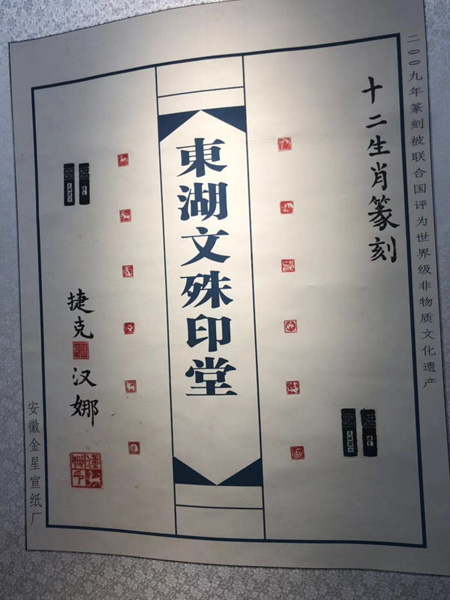 二〇〇九年篆刻被联合国评为世界级非物质文化遗产
十二生肖篆刻
東湖文殊印堂
捷克
汉娜
安徽金星宣纸厂